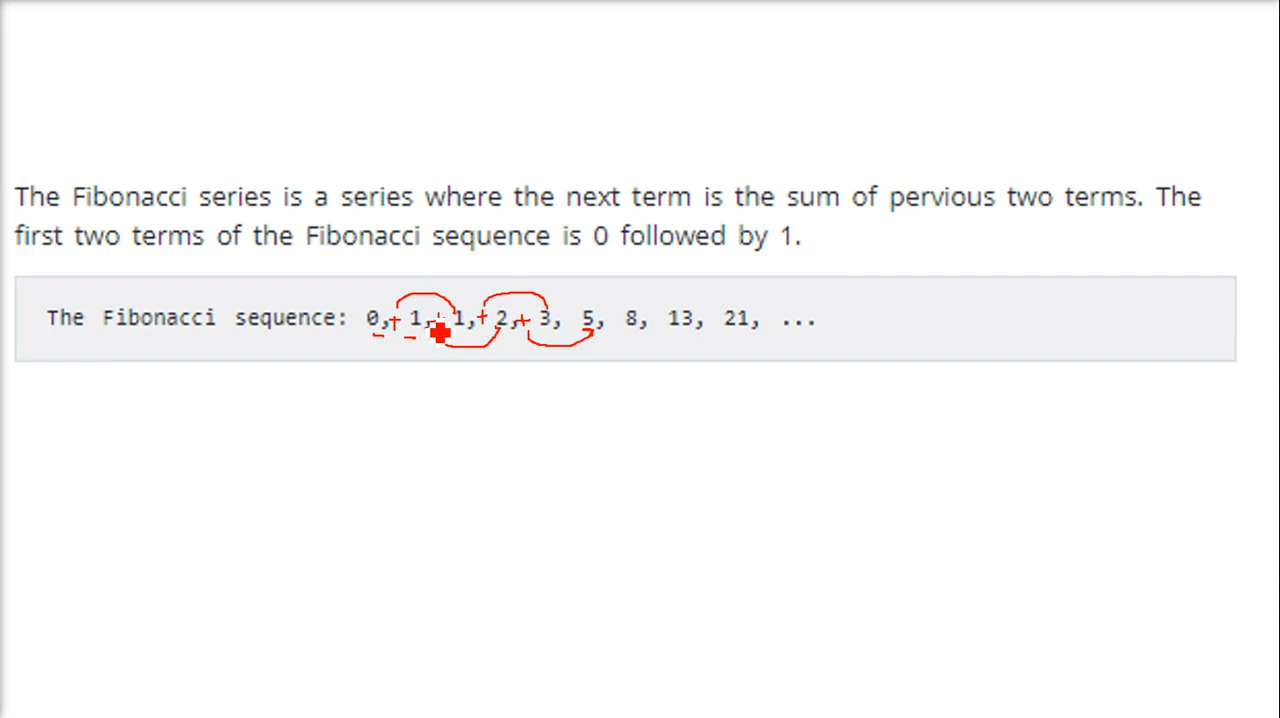 The Fibonacci series is a series where the next term is the sum of pervious two terms. The
first two terms of the Fibonacci sequence is 0 followed by 1.
The Fibonacci sequence: 0, 1, 1, 2, 3, 5, 8, 13, 21, ...